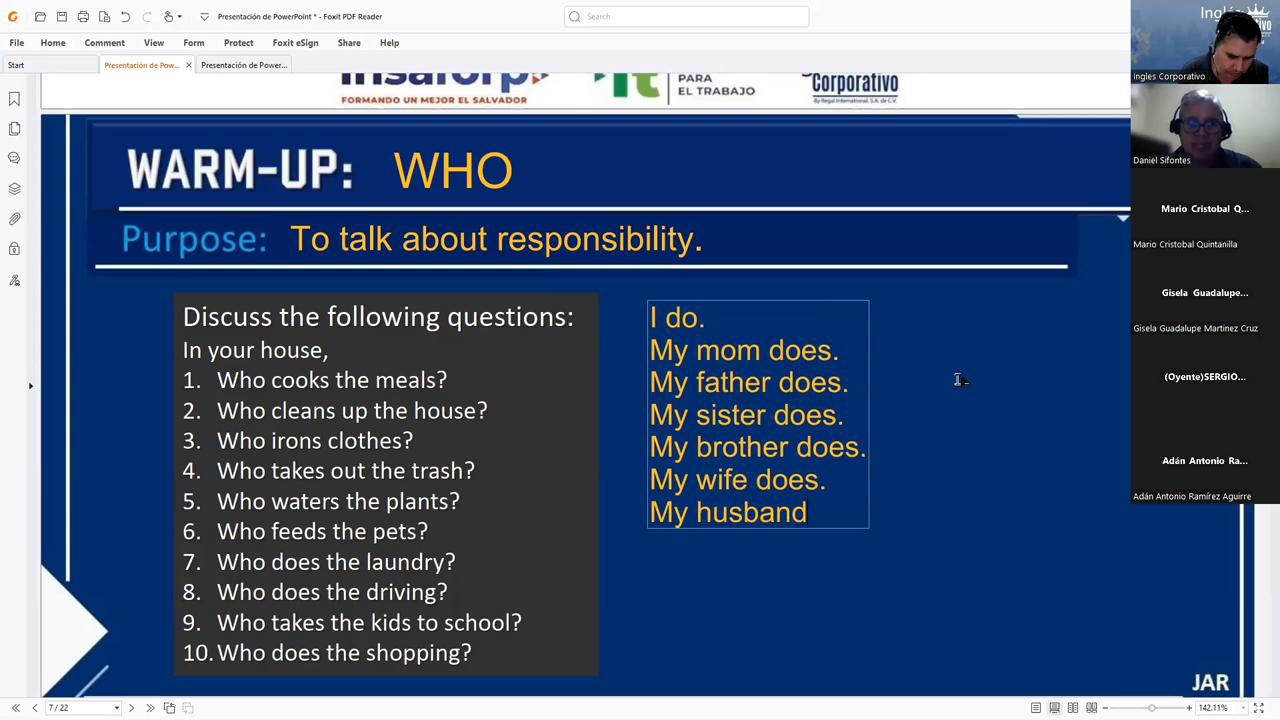 Presentación de PowerPoint * - Foxit PDF Reader
Search
File Home Comment View Form Protect Foxit eSign Share Help
Start
Presentación de Pow...
Presentación de Power...
FORMANDO UN MEJOR EL SALVADOR
PARA
EL TRABAJO
Corporativo
By Regal International, S.A. de C.V.
WARM-UP: WHO
Purpose: To talk about responsibility.
Discuss the following questions:
In your house,
1. Who cooks the meals?
2. Who cleans up the house?
3. Who irons clothes?
4. Who takes out the trash?
5. Who waters the plants?
6. Who feeds the pets?
7. Who does the laundry?
8. Who does the driving?
9. Who takes the kids to school?
10. Who does the shopping?
I do.
My mom does.
My father does.
My sister does.
My brother does.
My wife does.
My husband
JAR
Ingles Corporativo
Daniel Sifontes
Mario Cristobal Q...
Mario Cristobal Quintanilla
Gisela Guadalupe...
Gisela Guadalupe Martinez Cruz
(Oyente)SERGIO...
Adán Antonio Ra...
Adán Antonio Ramírez Aguirre
7 / 22
142.11%